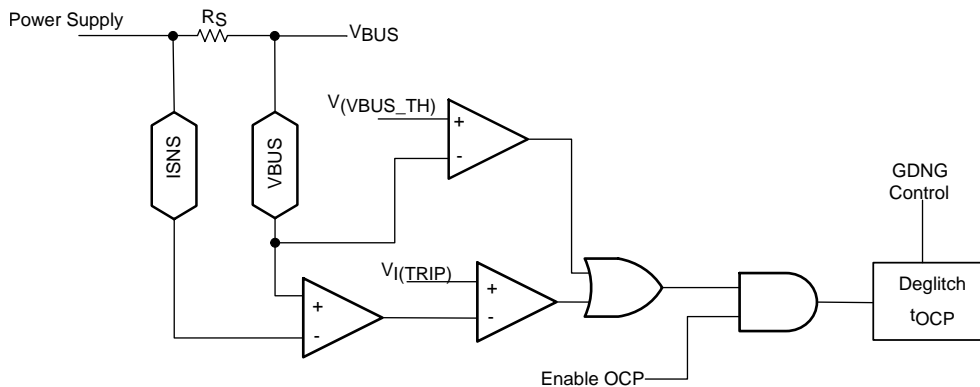 Power Supply
RS
VBUS
ISNS
VBUS
V(VBUS_TH)
+
-
GDNG
Control
VI(TRIP)
+
-
+
-
Deglitch
tOCP
Enable OCP